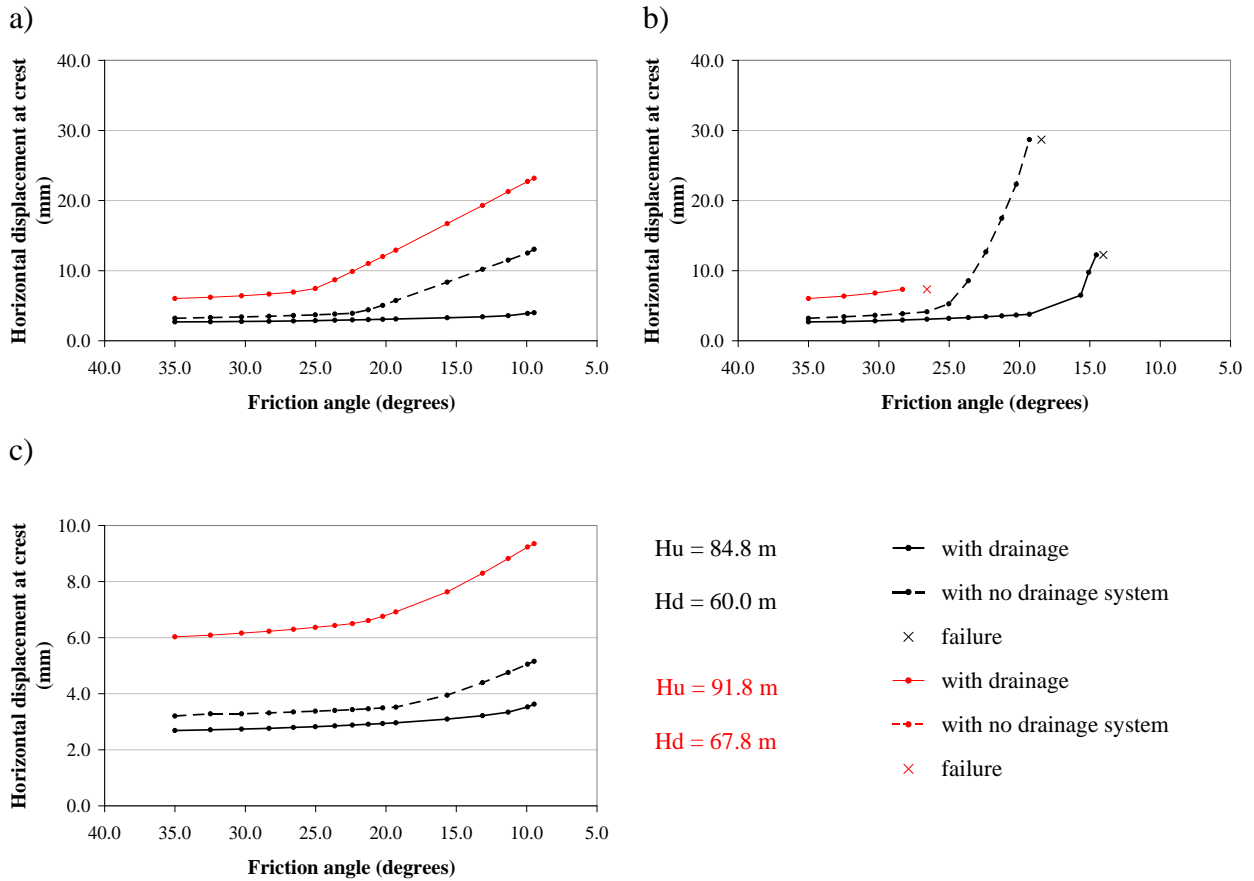 a)
Horizontal displacement at crest
(mm)
40.0
30.0
20.0
10.0
0.0
40.0 35.0 30.0 25.0 20.0 15.0 10.0 5.0
Friction angle (degrees)
b)
Horizontal displacement at crest
(mm)
40.0
30.0
20.0
10.0
0.0
40.0 35.0 30.0 25.0 20.0 15.0 10.0 5.0
Friction angle (degrees)
c)
Horizontal displacement at crest
(mm)
10.0
8.0
6.0
4.0
2.0
0.0
40.0 35.0 30.0 25.0 20.0 15.0 10.0 5.0
Friction angle (degrees)
Hu = 84.8 m
Hd = 60.0 m
with drainage
with no drainage system
failure
Hu = 91.8 m
Hd = 67.8 m
with drainage
with no drainage system
failure